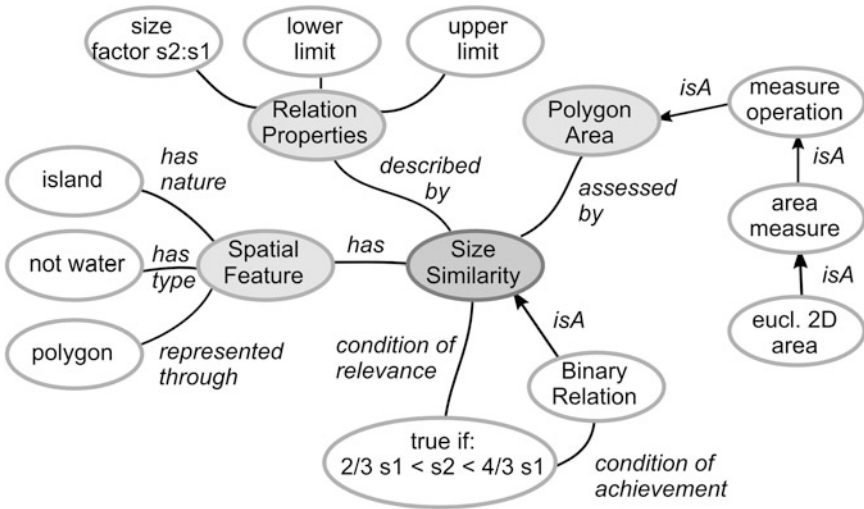 size
factor s2:s1
lower
limit
upper
limit
Relation
Properties
Polygon
Area
isA
measure
operation
island
has
nature
described
by
assessed
by
isA
area
measure
not water
has
type
Spatial
Feature
has
Size
Similarity
isA
eucl. 2D
area
polygon
represented
through
condition of
relevance
isA
Binary
Relation
true if:
2/3 s1 < s2 < 4/3 s1
condition of
achievement